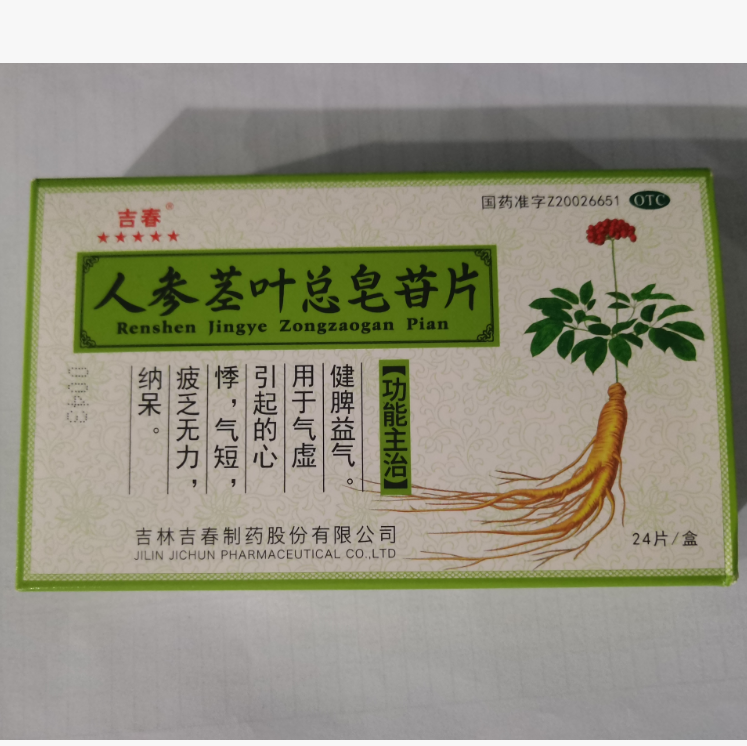 国药准字Z20026651 OTC
吉春®
★★★★★
人参茎叶总皂苷片
Renshen Jingye Zongzaogan Pian
【功能主治】
健脾益气。
用于气虚
引起的心
悸，气短，
疲乏无力，
纳呆。
0043
吉林吉春制药股份有限公司
JILIN JICHUN PHARMACEUTICAL CO.,LTD
24片/盒